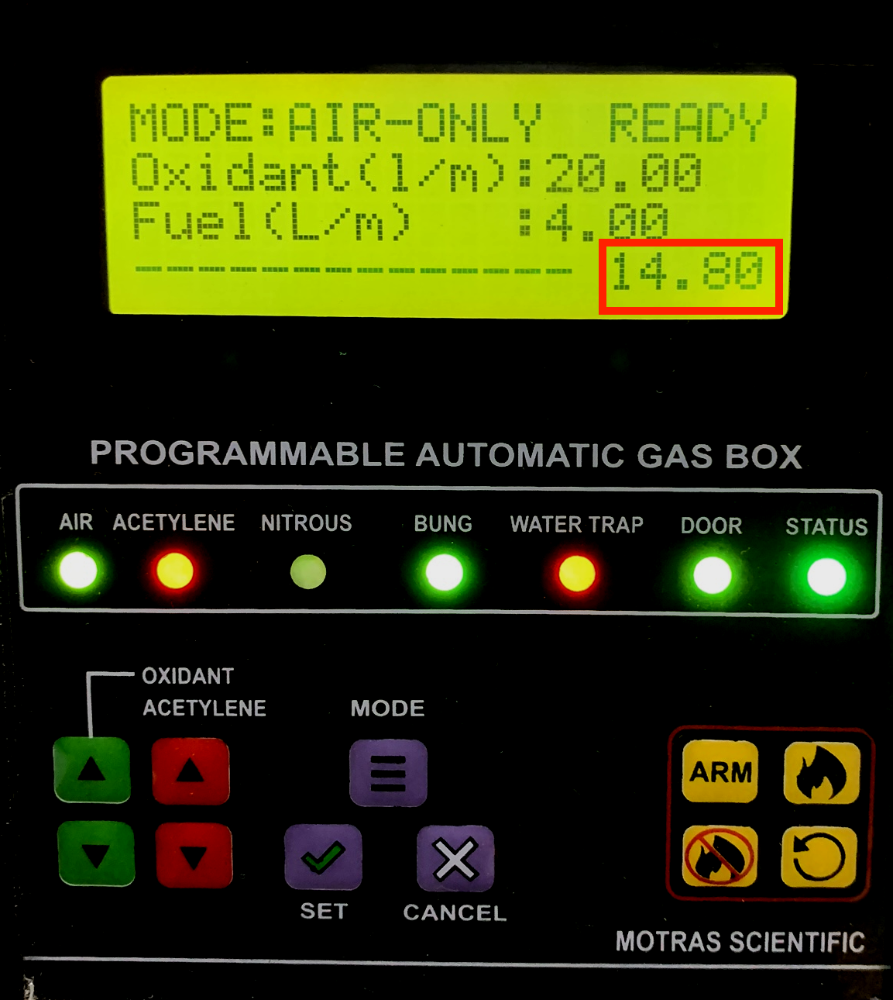 MODE:AIR-ONLY READY
Oxidant(l/m):20.00
Fuel(L/m) :4.00
-------------- 14.80
PROGRAMMABLE AUTOMATIC GAS BOX
AIR ACETYLENE NITROUS BUNG WATER TRAP DOOR STATUS
OXIDANT
ACETYLENE MODE
ARM
SET CANCEL
MOTRAS SCIENTIFIC